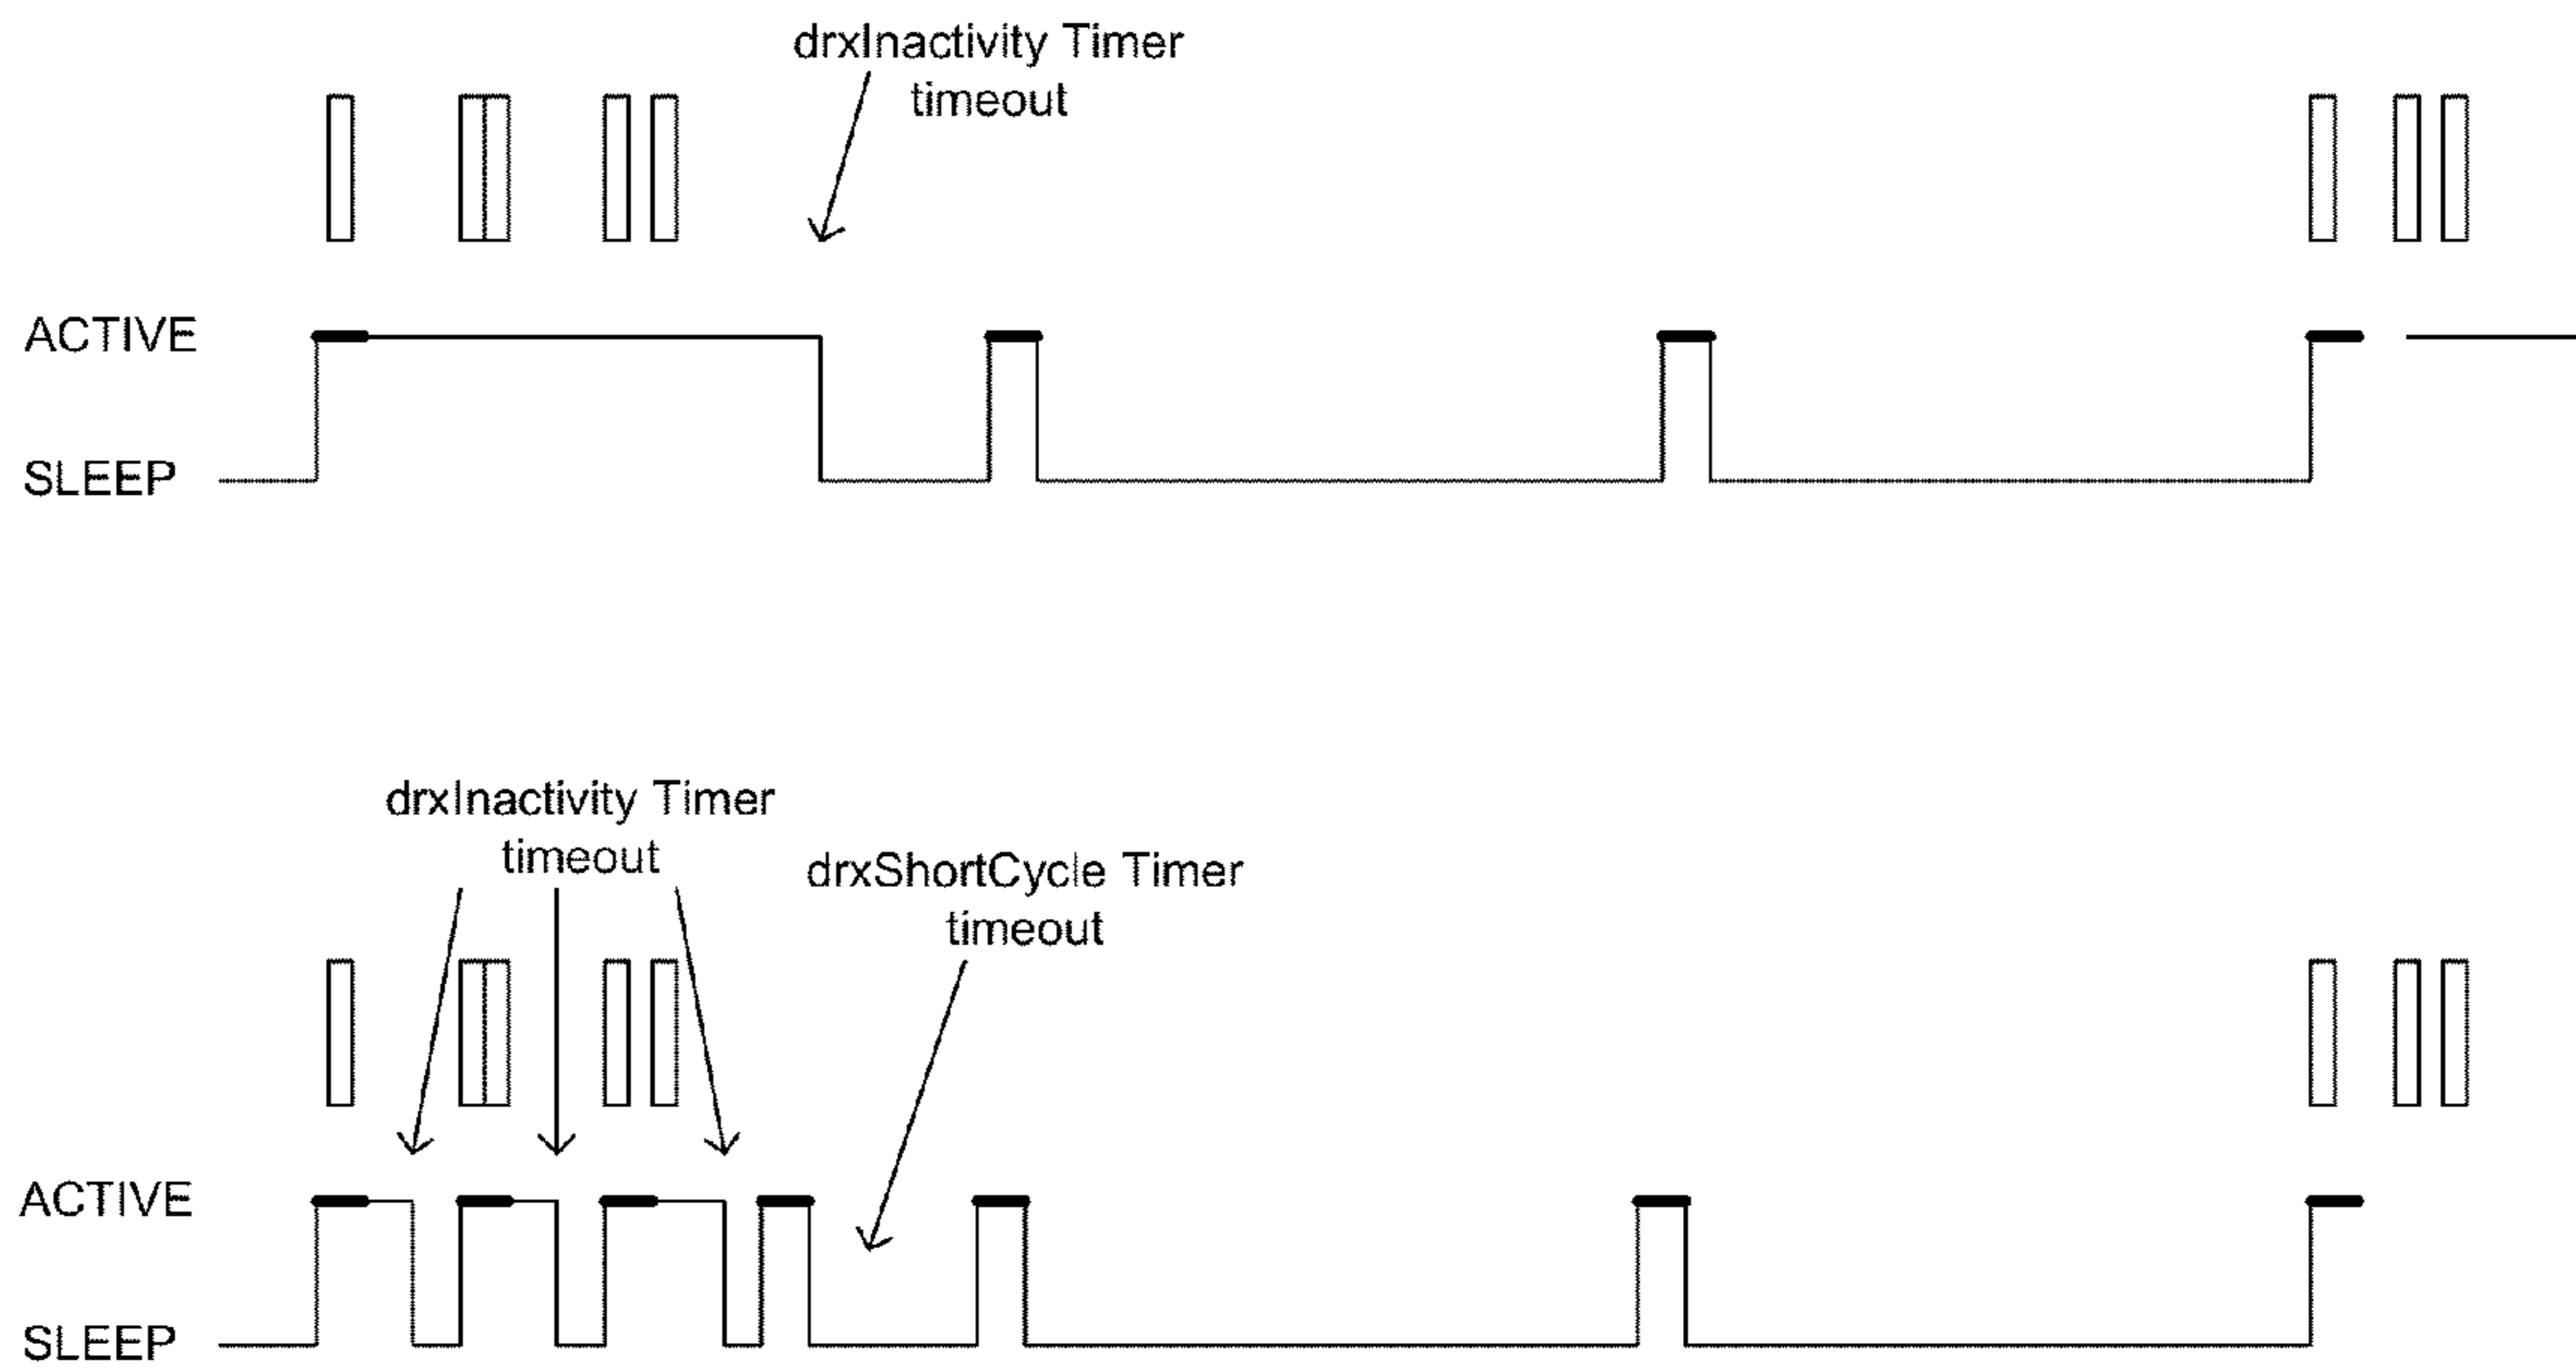 drxInactivity Timer
timeout
ACTIVE
SLEEP
drxInactivity Timer
timeout
drxShortCycle Timer
timeout
ACTIVE
SLEEP